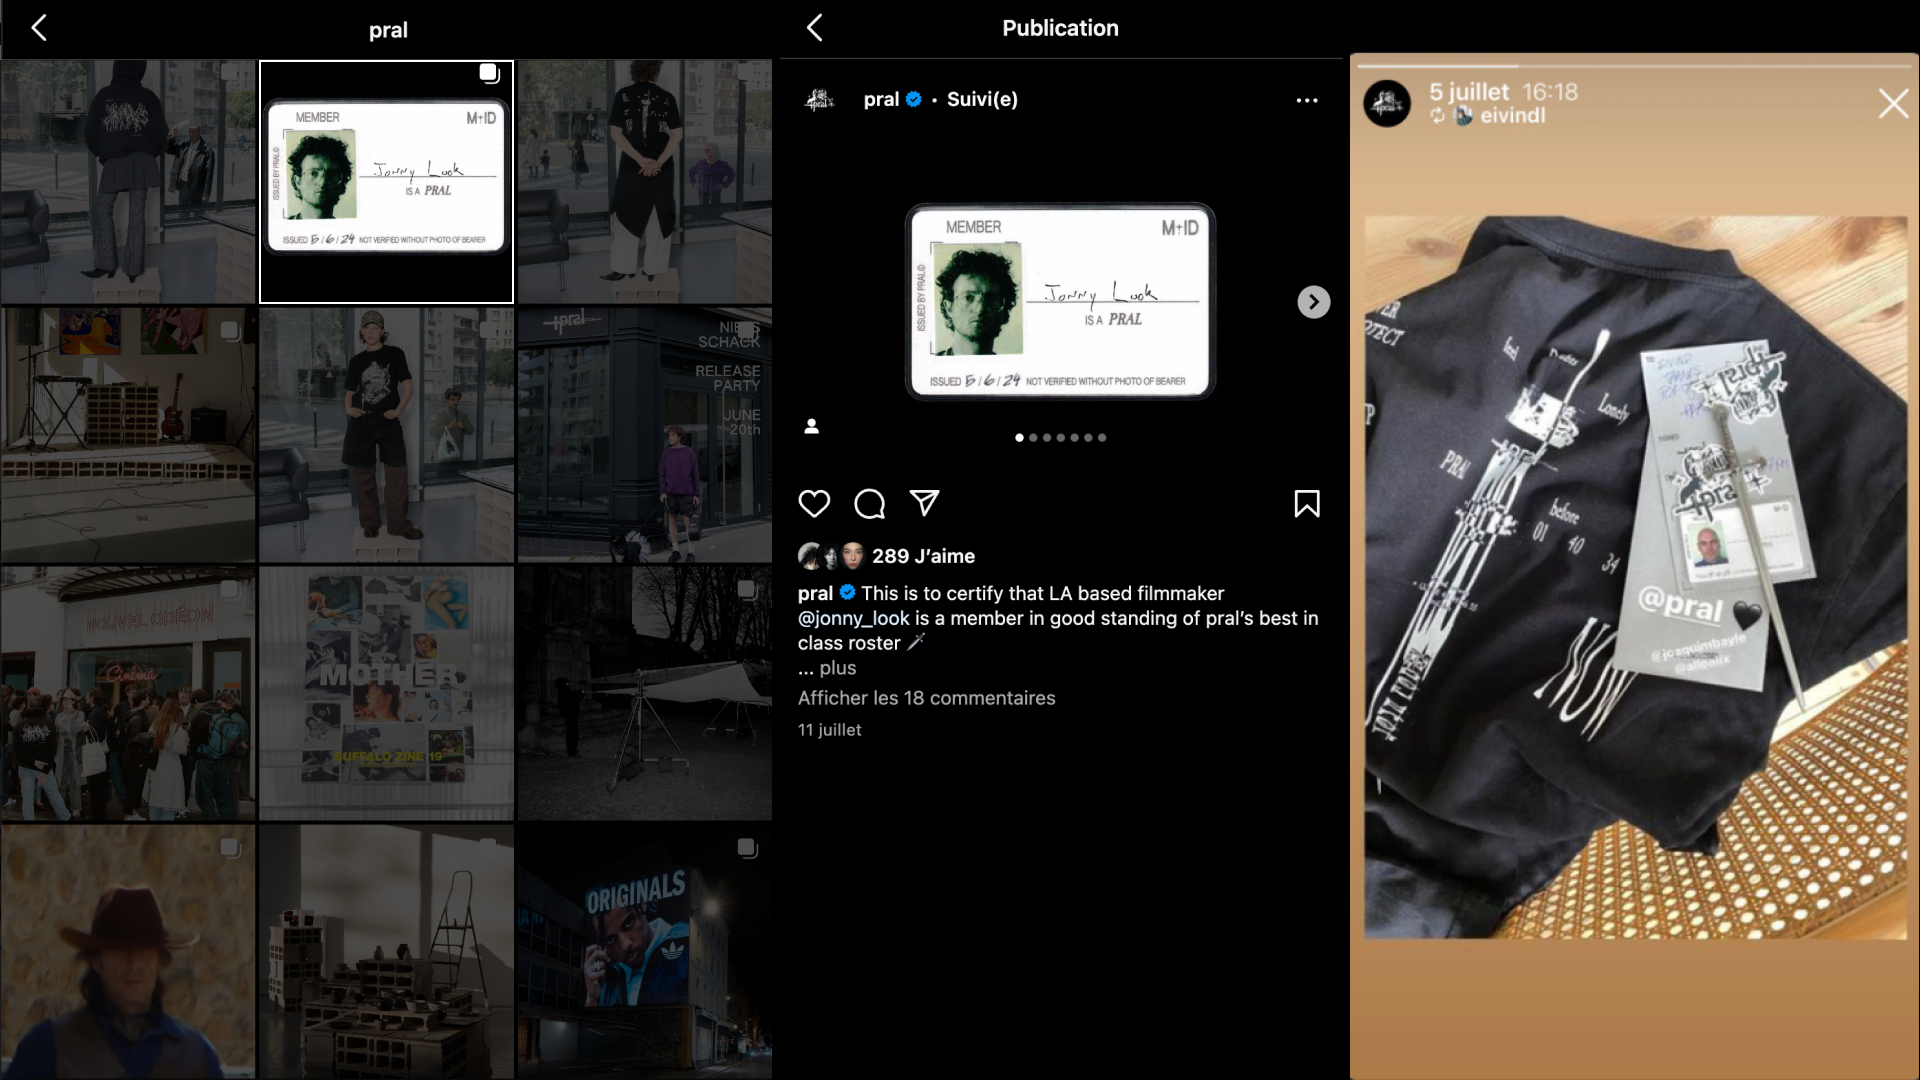 pral
MEMBER
M+ID
ISSUED BY PRAL©
Jonny Look
IS A PRAL
ISSUED 5/6/24 NOT VERIFIED WITHOUT PHOTO OF BEARER
pral
NIELS
SCHACK
RELEASE
PARTY
JUNE
20th
NOUVEL ODÉON
Cinéma
MOTHER
BUFFALO ZINE 19
ORIGINALS
adidas
Publication
pral • Suivi(e)
MEMBER
M+ID
ISSUED BY PRAL©
Jonny Look
IS A PRAL
ISSUED 5/6/24 NOT VERIFIED WITHOUT PHOTO OF BEARER
289 J’aime
pral This is to certify that LA based filmmaker
@jonny_look is a member in good standing of pral’s best in
class roster
... plus
Afficher les 18 commentaires
11 juillet
5 juillet 16:18
eivindl
Lonely
PRAL
before
01
40
34
pral
@pral
@joaquimbayle